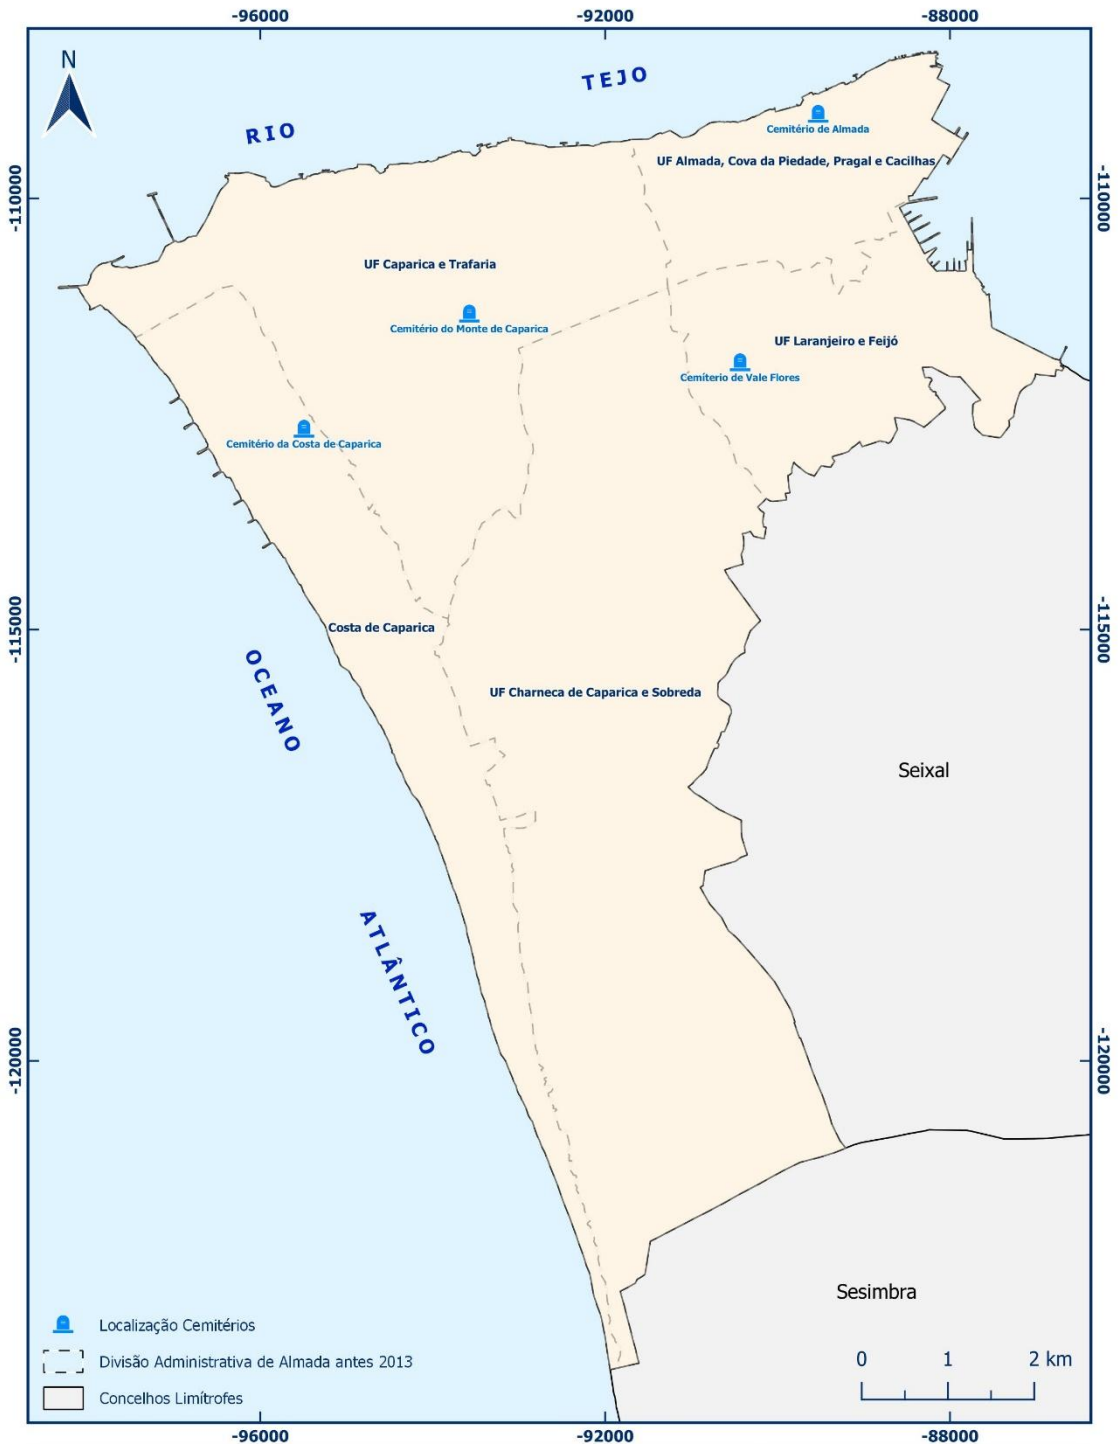 -96000
-92000
-88000
N
RIO
TEJO
Cemitério de Almada
UF Almada, Cova da Piedade, Pragal e Cacilhas
-110000
-110000
UF Caparica e Trafaria
Cemitério do Monte de Caparica
UF Laranjeiro e Feijó
Cemíterio de Vale Flores
Cemitério da Costa de Caparica
Costa de Caparica
-115000
-115000
OCEANO
UF Charneca de Caparica e Sobreda
Seixal
ATLÂNTICO
-120000
-120000
Sesimbra
Localização Cemitérios
Divisão Administrativa de Almada antes 2013
Concelhos Limítrofes
0 1 2 km
-96000
-92000
-88000